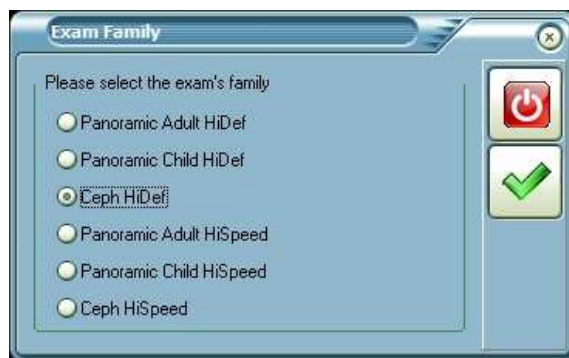 Exam Family
Please select the exam's family
Panoramic Adult HiDef
Panoramic Child HiDef
Ceph HiDef
Panoramic Adult HiSpeed
Panoramic Child HiSpeed
Ceph HiSpeed